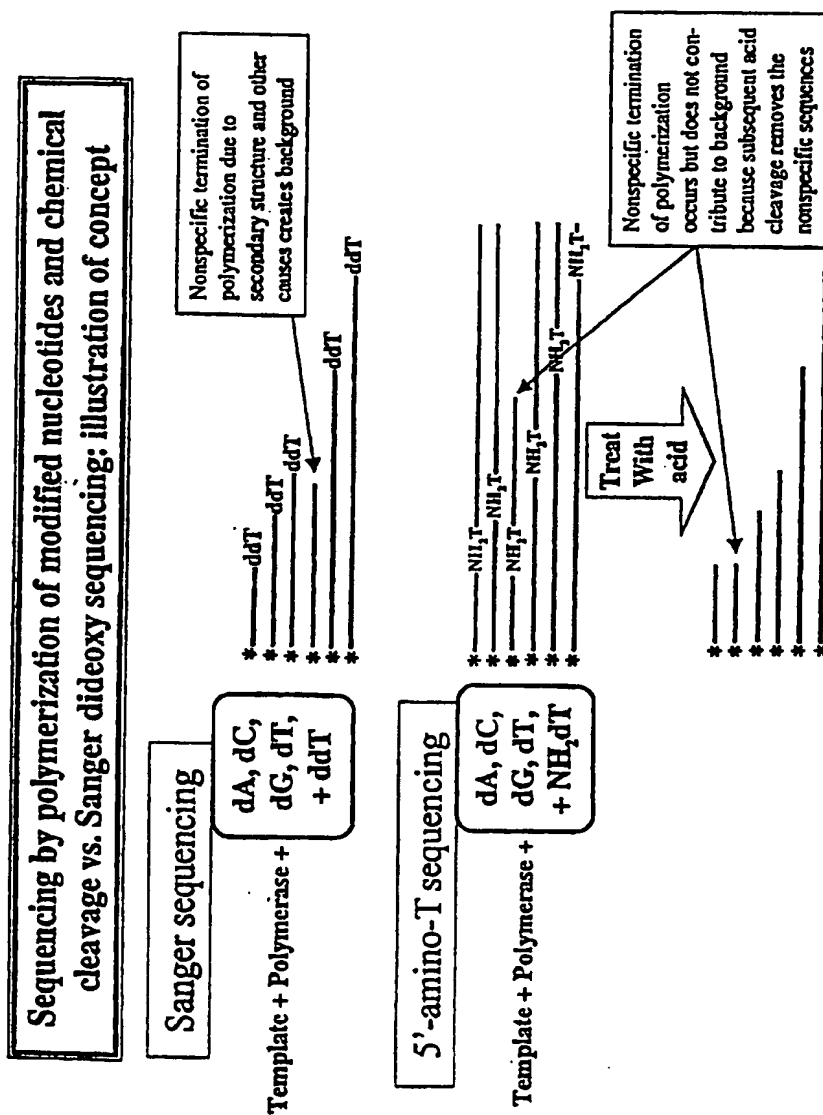 Sequencing by polymerization of modified nucleotides and chemical
cleavage vs. Sanger dideoxy sequencing: illustration of concept
Sanger sequencing
Template + Polymerase +
dA, dC,
dG, dT,
+ ddT
*ddT
*ddT
*ddT
*
*ddT
*ddT
Nonspecific termination of
polymerization due to
secondary structure and other
causes creates background
5'-amino-T sequencing
Template + Polymerase +
dA, dC,
dG, dT,
+ NH₂dT
*NH₂T
*NH₂T
*NH₂T
*NH₂T
*NH₂T
*NH₂T
Treat
With
acid
*
*
*
*
*
*
Nonspecific termination
of polymerization
occurs but does not con-
tribute to background
because subsequent acid
cleavage removes the
nonspecific sequences